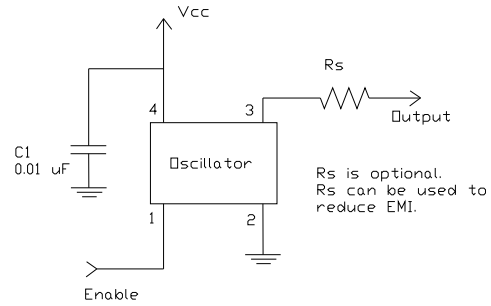 Vcc
Rs
4
3
Output
C1
0.01 uF
Oscillator
Rs is optional.
Rs can be used to
reduce EMI.
1
2
Enable